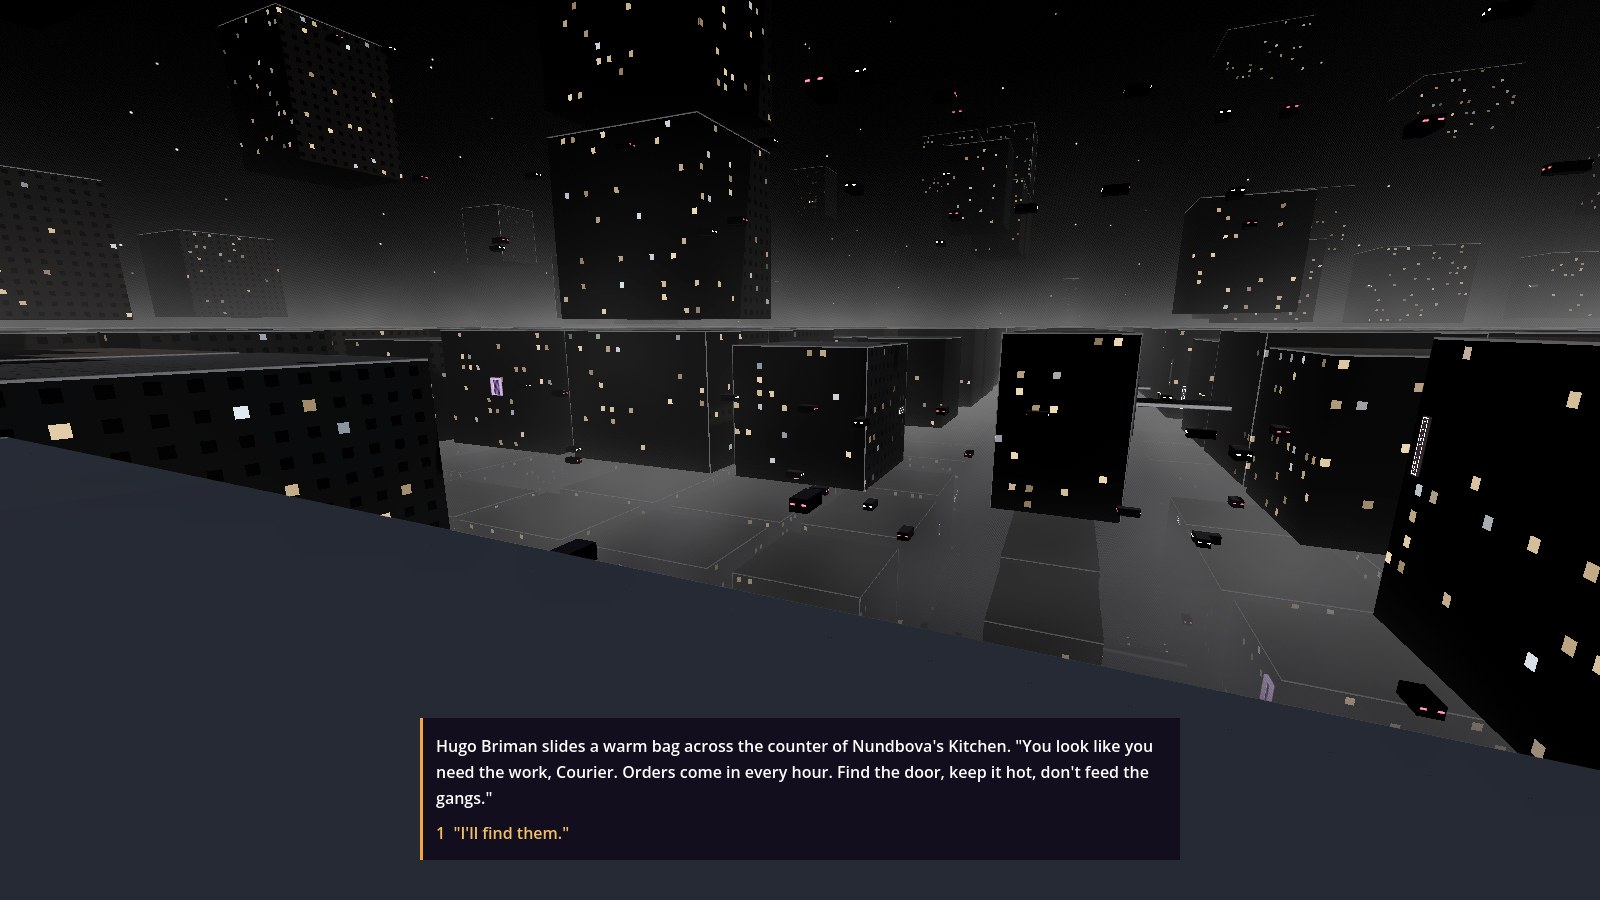 Hugo Briman slides a warm bag across the counter of Nundbova's Kitchen. "You look like you
need the work, Courier. Orders come in every hour. Find the door, keep it hot, don't feed the
gangs."
1 "I'll find them."